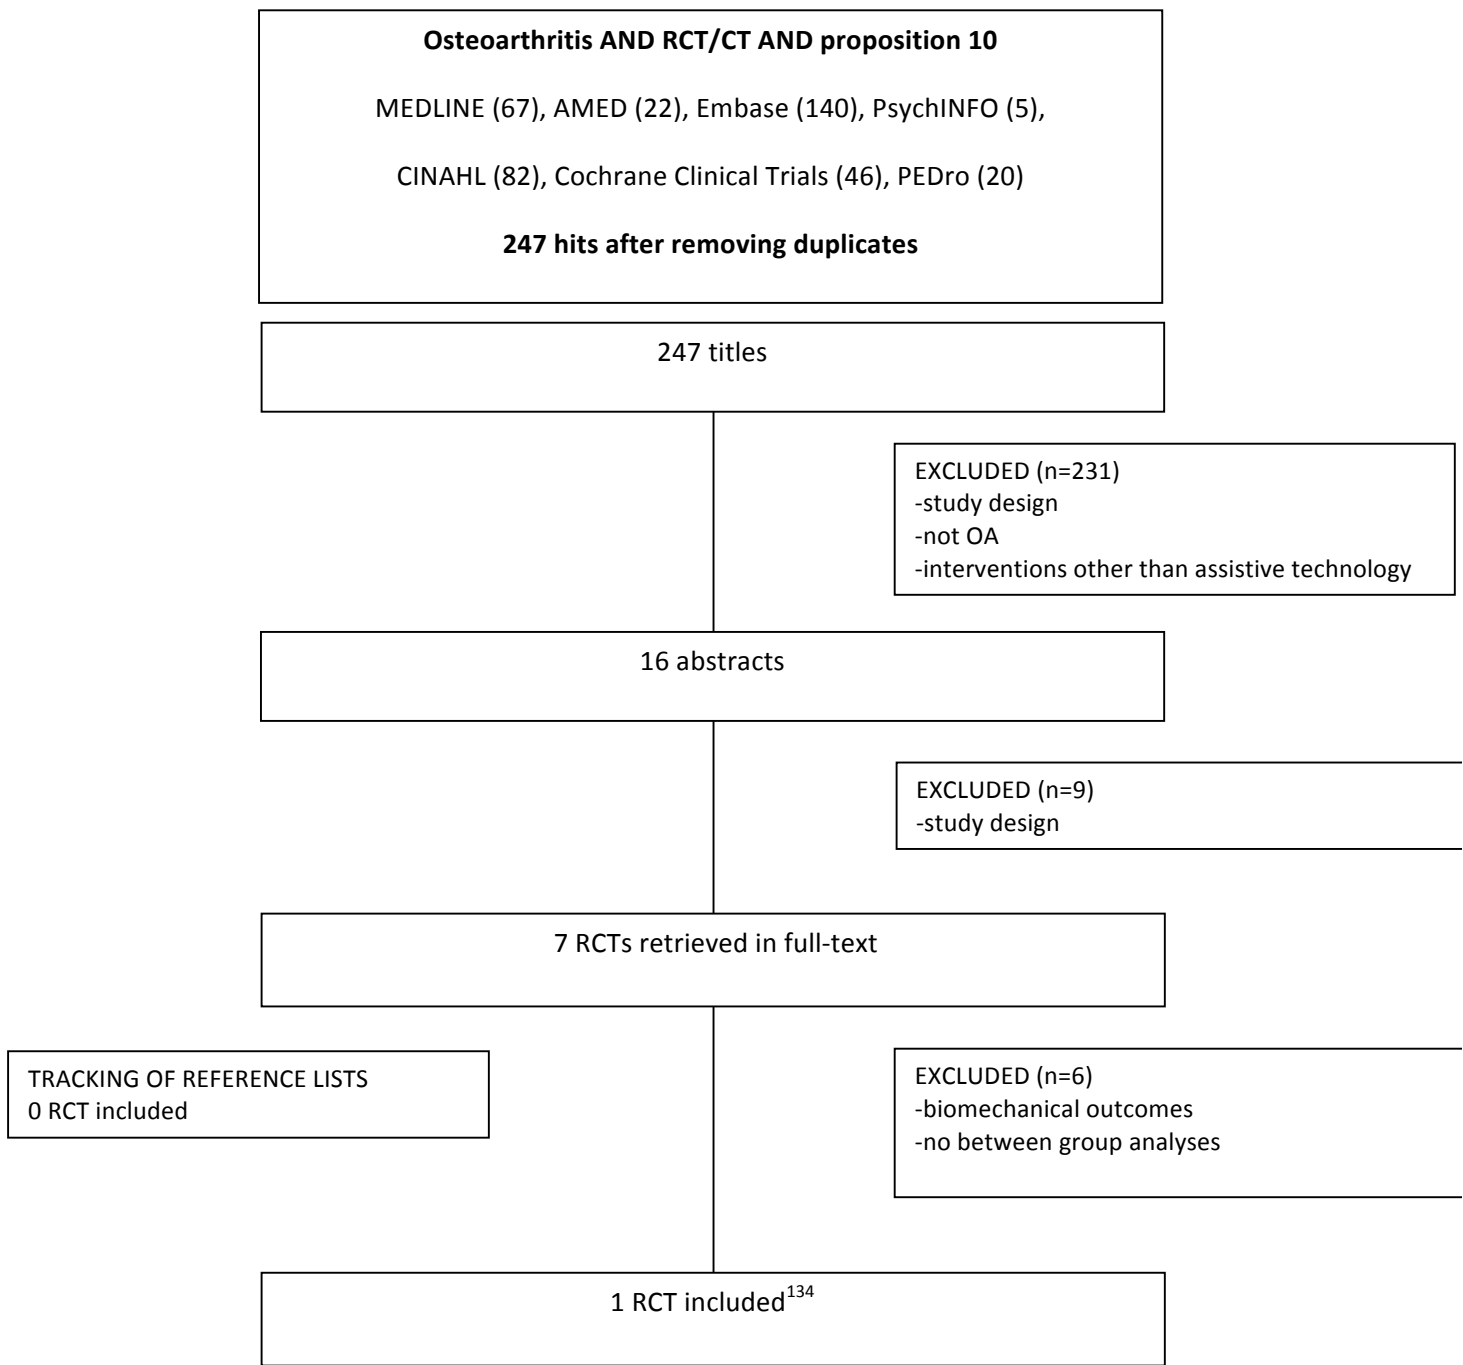 Osteoarthritis AND RCT/CT AND proposition 10
MEDLINE (67), AMED (22), Embase (140), PsychINFO (5),
CINAHL (82), Cochrane Clinical Trials (46), PEDro (20)
247 hits after removing duplicates
247 titles
EXCLUDED (n=231)
-study design
-not OA
-interventions other than assistive technology
16 abstracts
EXCLUDED (n=9)
-study design
7 RCTs retrieved in full-text
TRACKING OF REFERENCE LISTS
0 RCT included
EXCLUDED (n=6)
-biomechanical outcomes
-no between group analyses
1 RCT included134